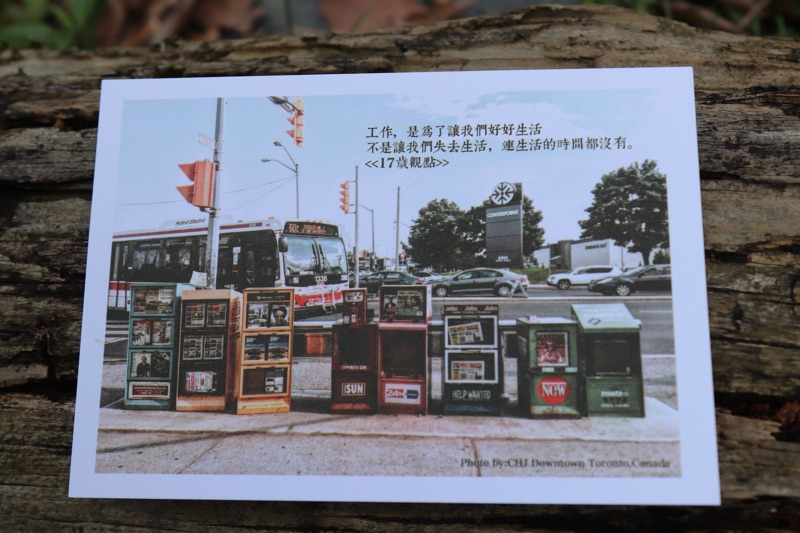 工作，是為了讓我們好好生活
不是讓我們失去生活，連生活的時間都沒有。
<<17歲觀點>>
CENTERPOINT
1338
SUN
24H
HELP WANTED
NOW
metro
Photo by:CHJ Downtown Toronto,Canada